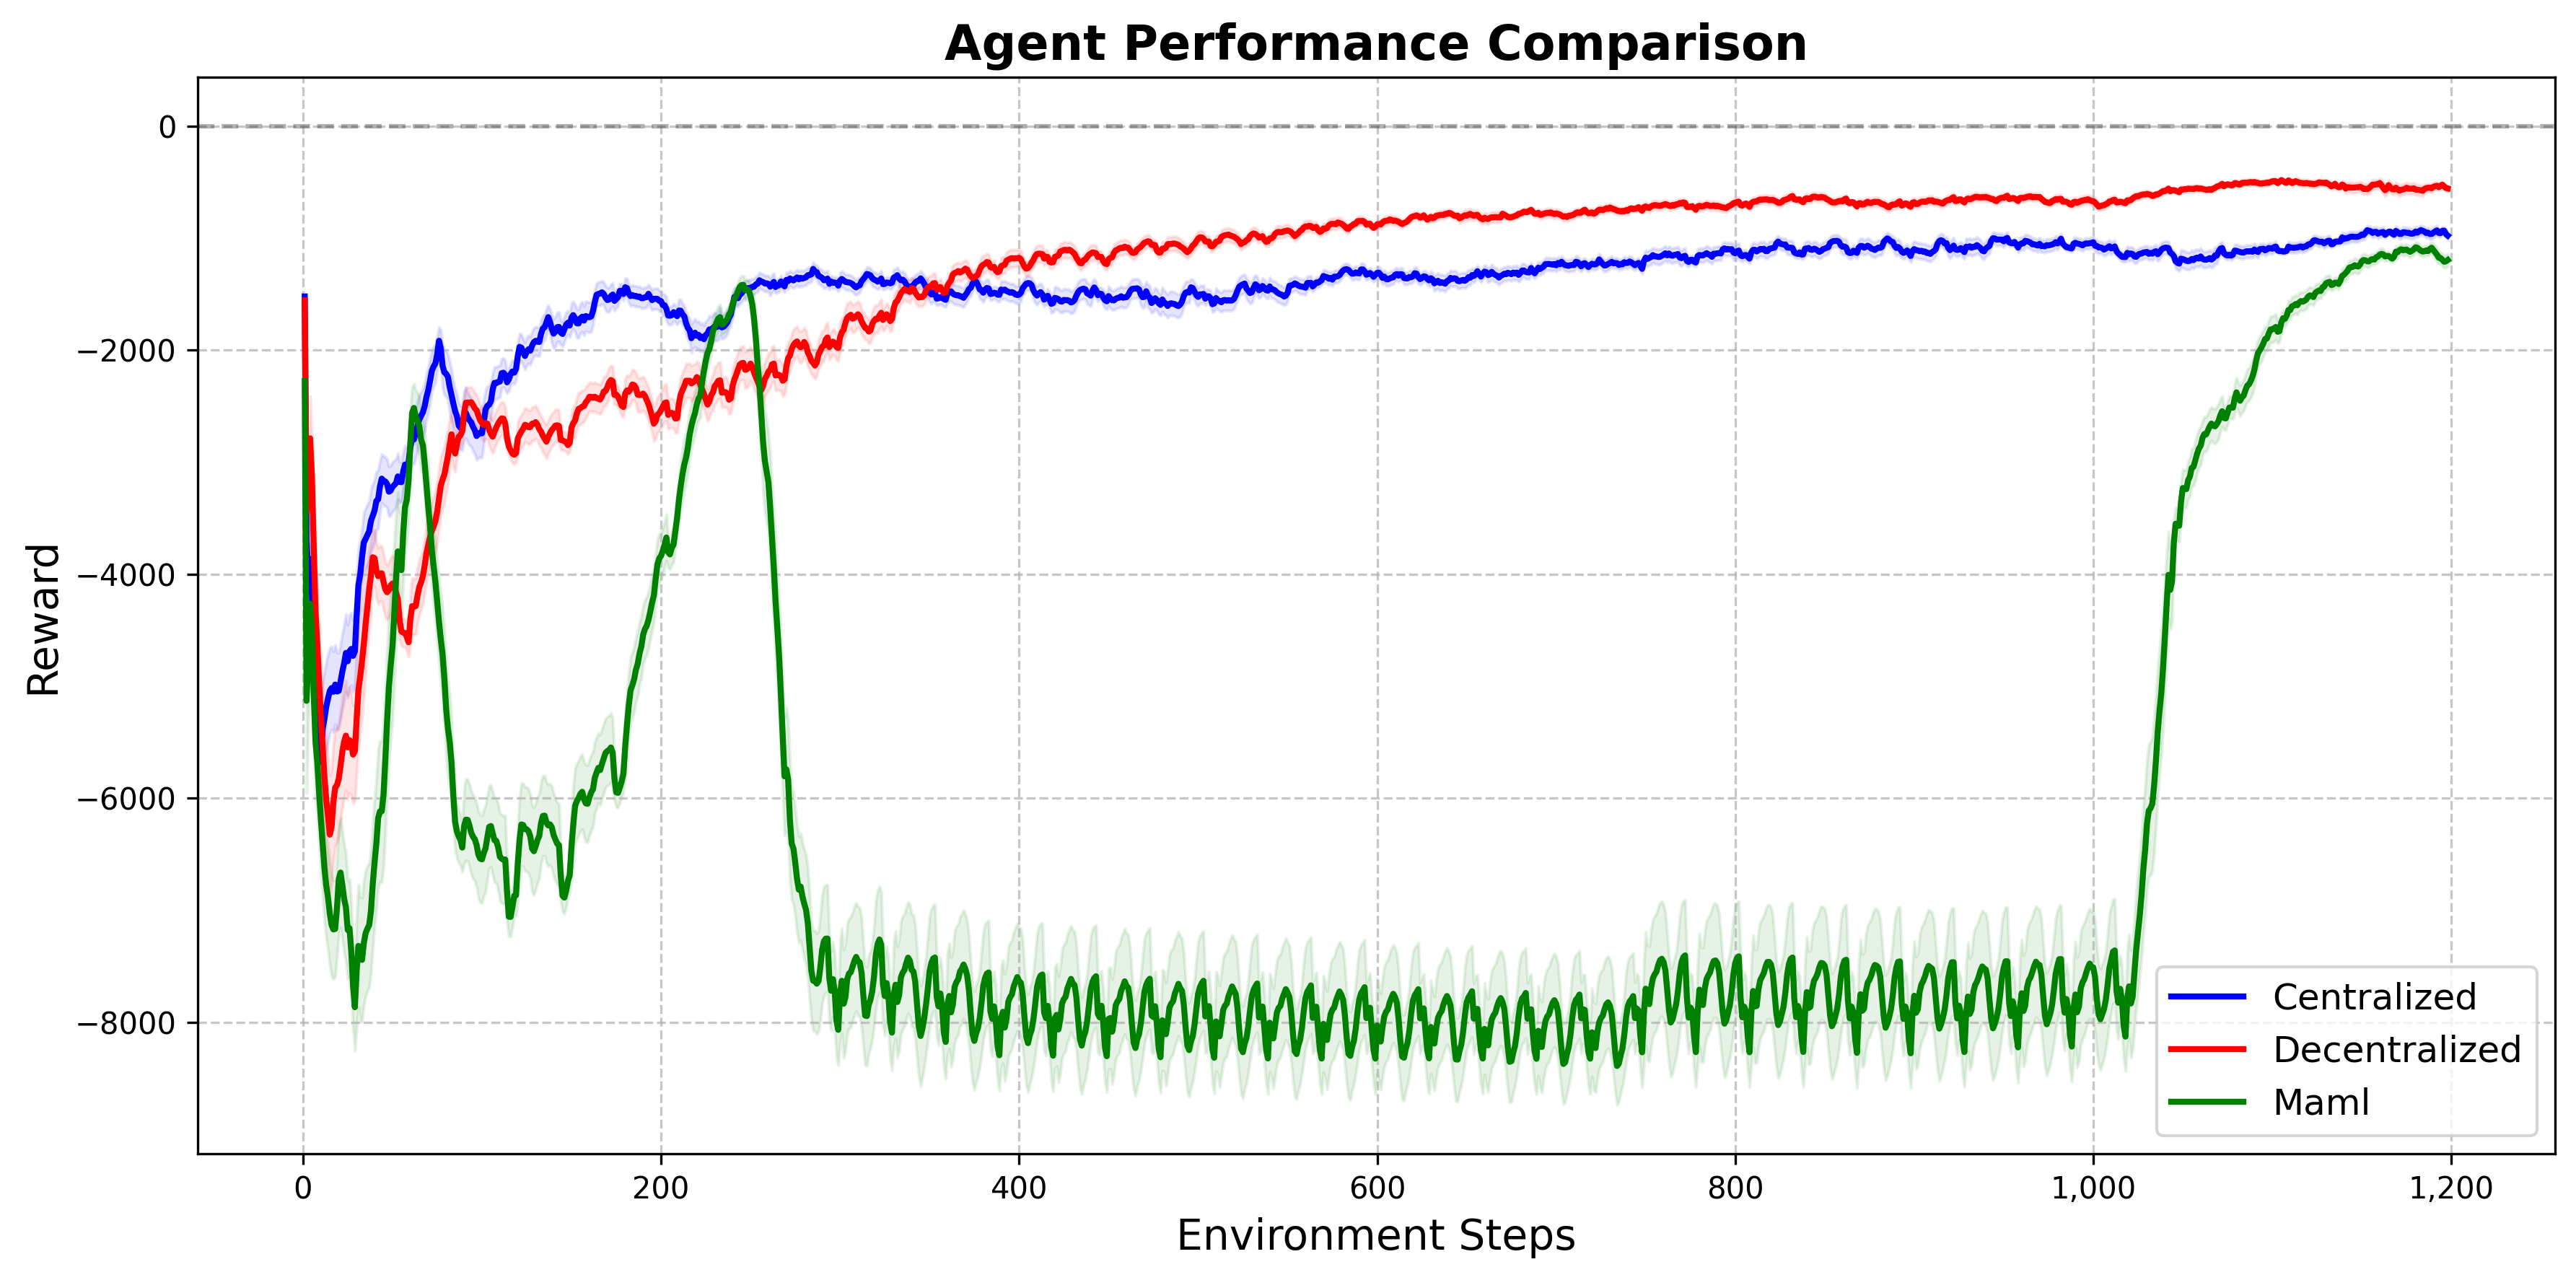 Agent Performance Comparison
Reward
0
−2000
−4000
−6000
−8000
0
200
400
600
800
1,000
1,200
Environment Steps
Centralized
Decentralized
Maml